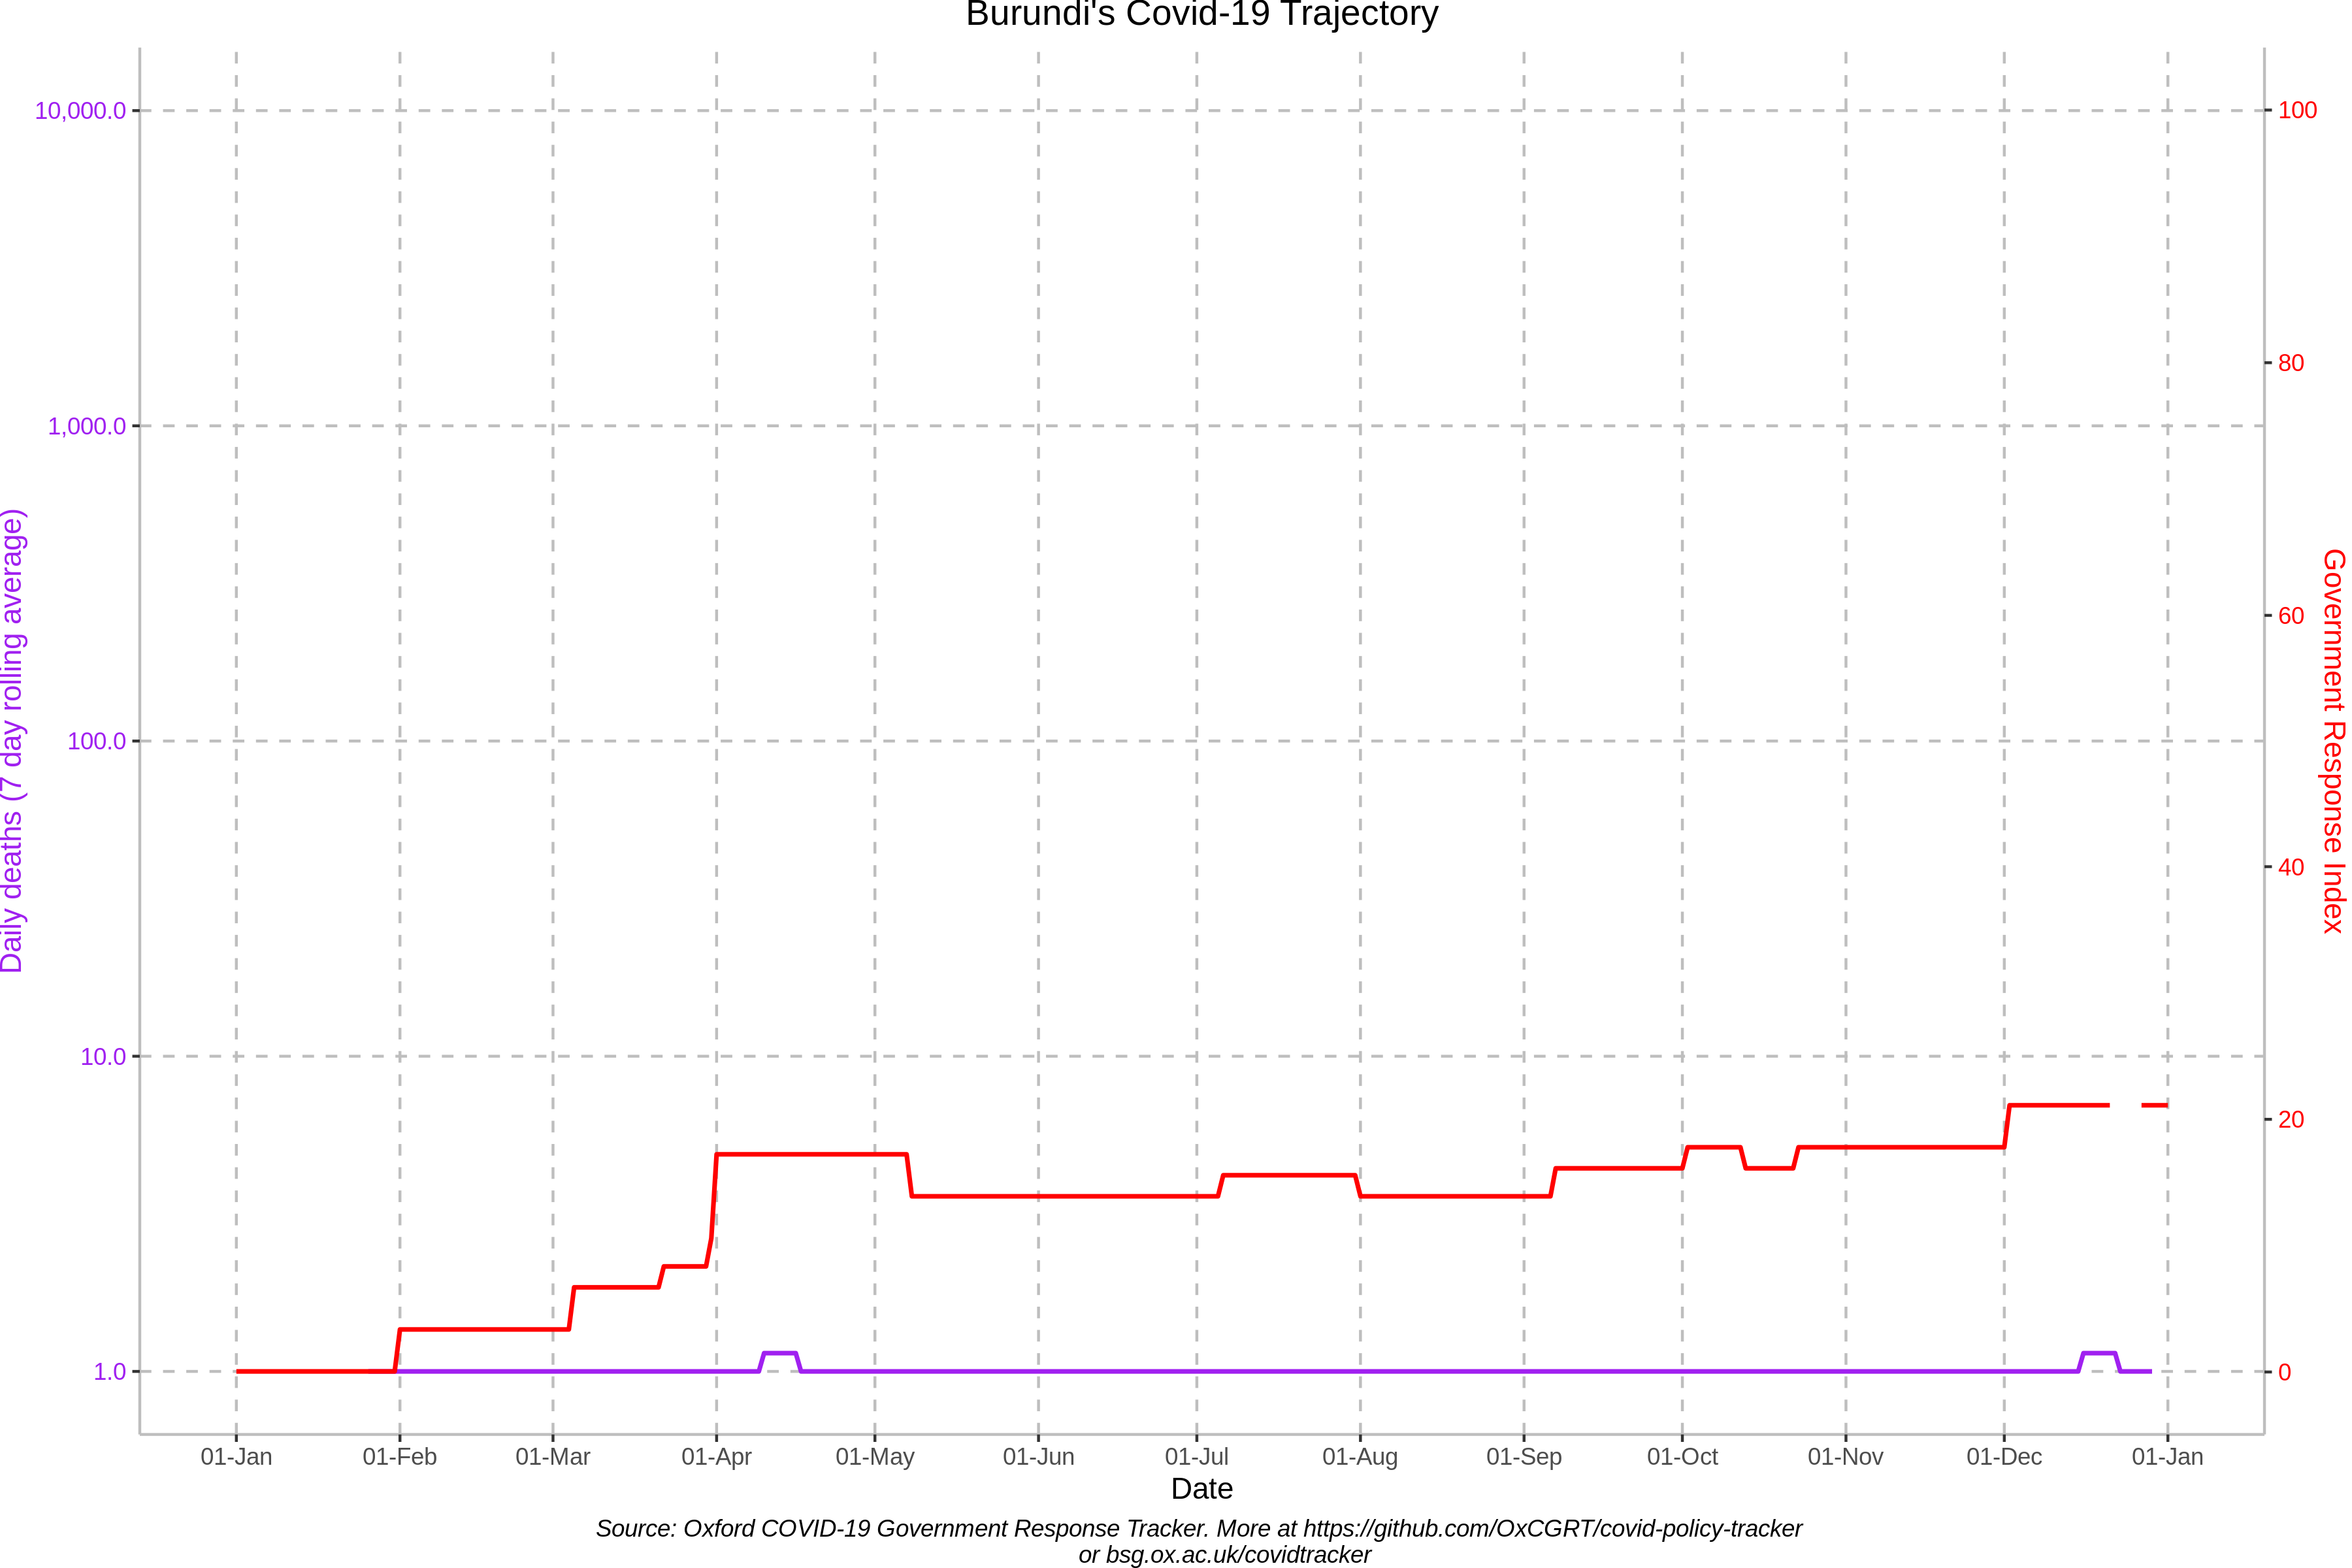 Burundi's Covid-19 Trajectory
10,000.0
1,000.0
100.0
10.0
1.0
Daily deaths (7 day rolling average)
100
80
60
40
20
0
Government Response Index
01-Jan 01-Feb 01-Mar 01-Apr 01-May 01-Jun 01-Jul 01-Aug 01-Sep 01-Oct 01-Nov 01-Dec 01-Jan
Date
Source: Oxford COVID-19 Government Response Tracker. More at https://github.com/OxCGRT/covid-policy-tracker
or bsg.ox.ac.uk/covidtracker